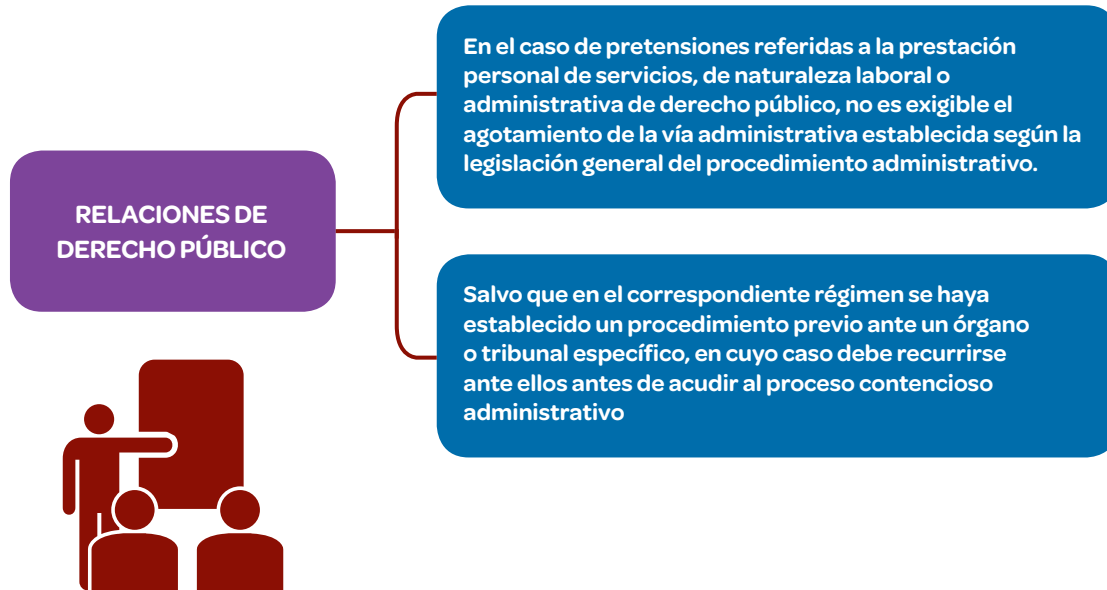 RELACIONES DE
DERECHO PÚBLICO
En el caso de pretensiones referidas a la prestación
personal de servicios, de naturaleza laboral o
administrativa de derecho público, no es exigible el
agotamiento de la vía administrativa establecida según la
legislación general del procedimiento administrativo.
Salvo que en el correspondiente régimen se haya
establecido un procedimiento previo ante un órgano
o tribunal específico, en cuyo caso debe recurrirse
ante ellos antes de acudir al proceso contencioso
administrativo